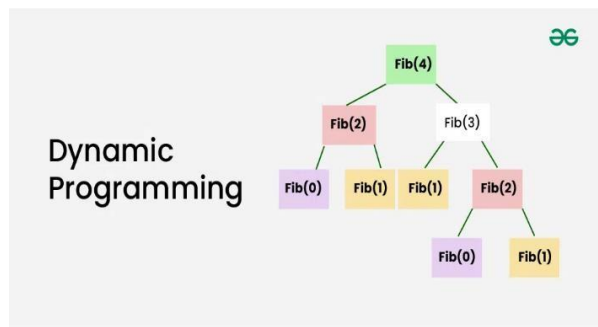 Dynamic
Programming
Fib(4)
Fib(2)
Fib(3)
Fib(0)
Fib(1)
Fib(1)
Fib(2)
Fib(0)
Fib(1)